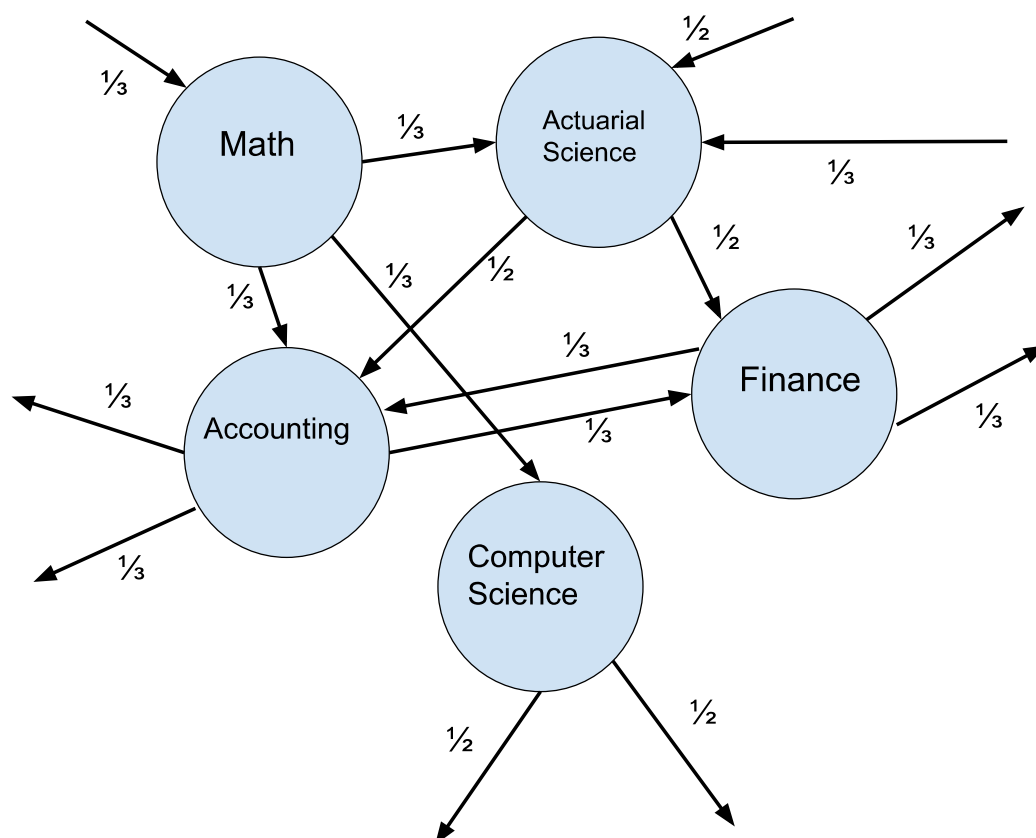 ½
⅓
Math
⅓
Actuarial
Science
⅓
⅓
½
⅓
½
⅓
⅓
⅓
Finance
⅓
Accounting
⅓
⅓
⅓
Computer
Science
½
½